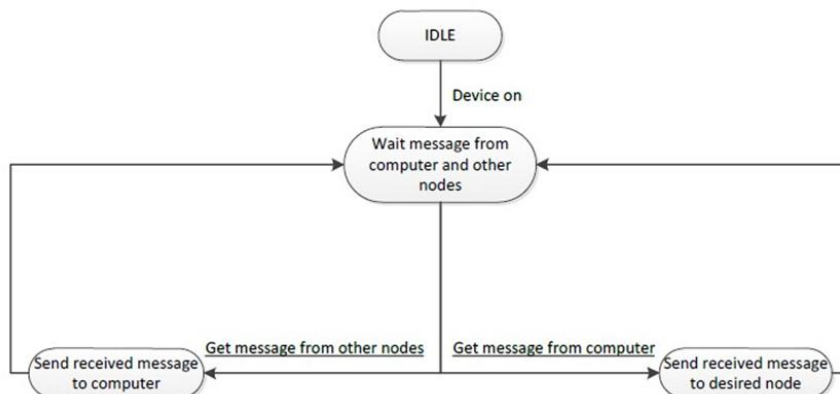 IDLE
Device on
Wait message from
computer and other
nodes
Get message from other nodes
Get message from computer
Send received message
to computer
Send received message
to desired node